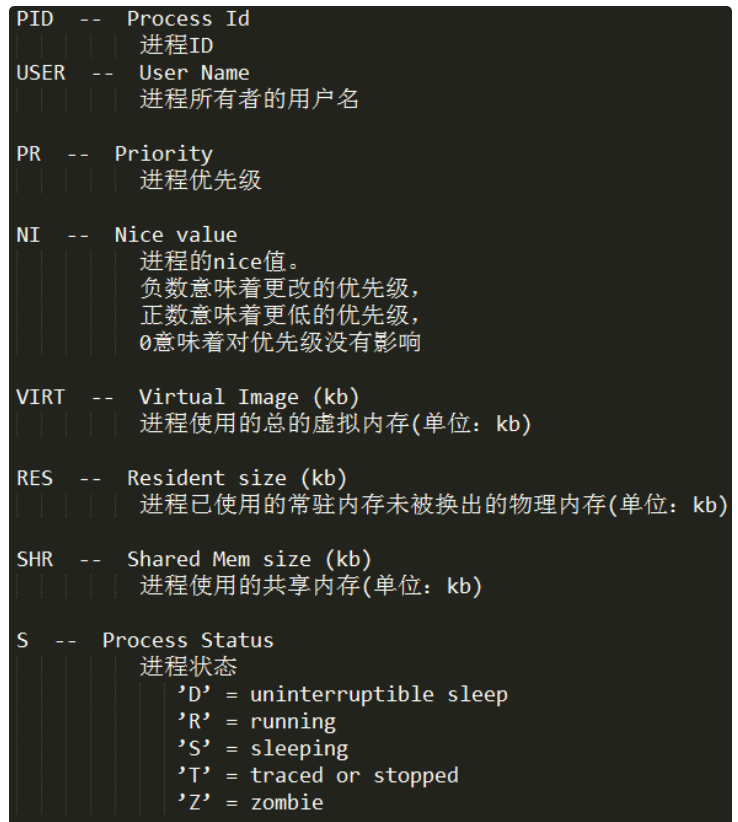 PID  --  Process Id
进程ID
USER  --  User Name
进程所有者的用户名
PR  --  Priority
进程优先级
NI  --  Nice value
进程的nice值。
负数意味着更改的优先级，
正数意味着更低的优先级，
0意味着对优先级没有影响
VIRT  --  Virtual Image (kb)
进程使用的总的虚拟内存(单位：kb)
RES  --  Resident size (kb)
进程已使用的常驻内存未被换出的物理内存(单位：kb)
SHR  --  Shared Mem size (kb)
进程使用的共享内存(单位：kb)
S  --  Process Status
进程状态
’D’ = uninterruptible sleep
’R’ = running
’S’ = sleeping
’T’ = traced or stopped
’Z’ = zombie